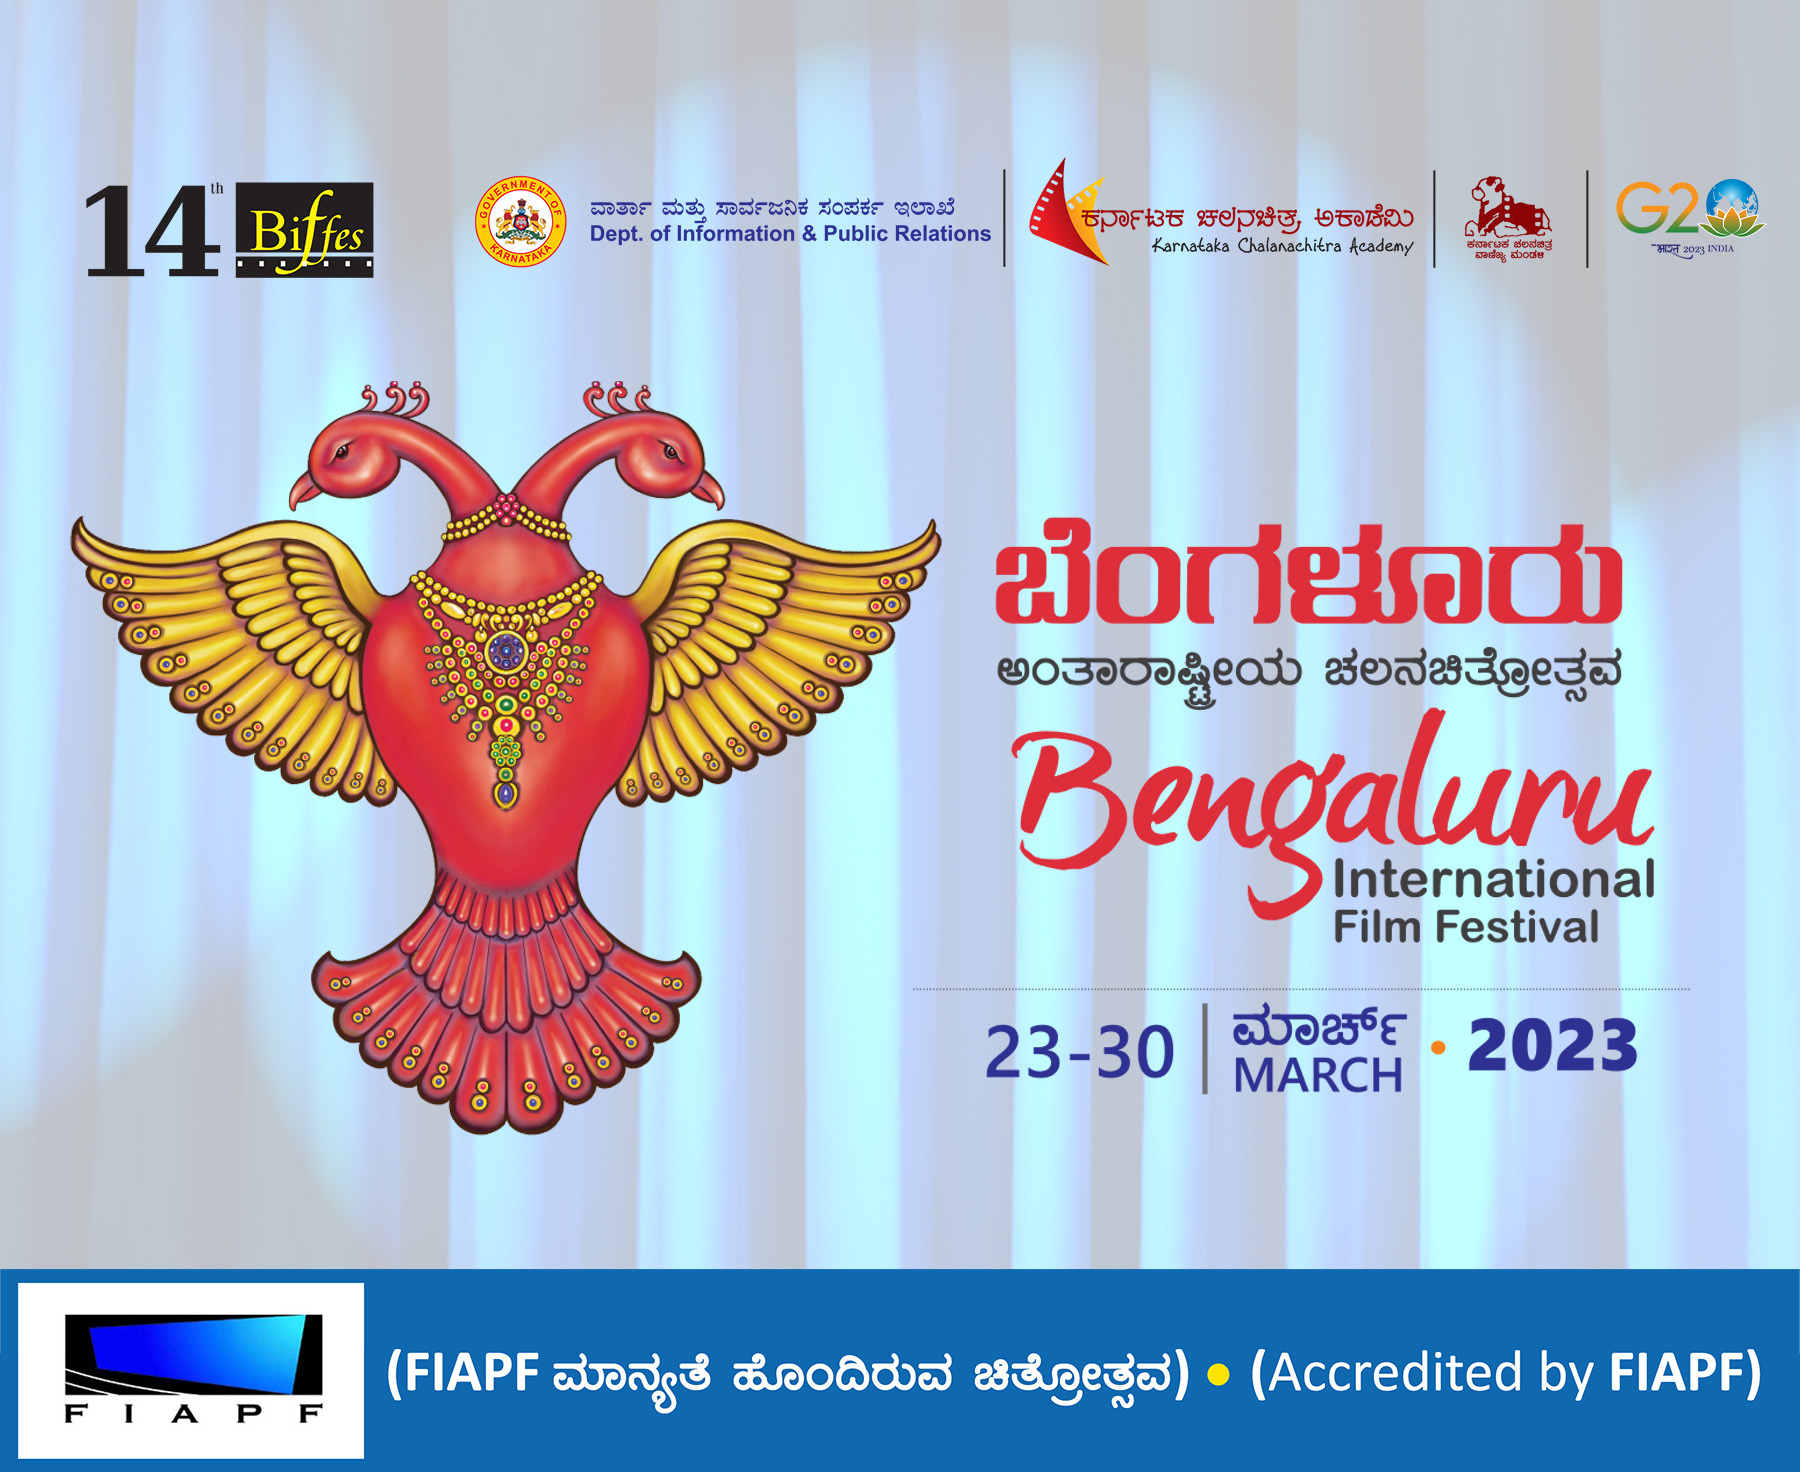 14th Biffes
GOVERNMENT OF KARNATAKA
ವಾರ್ತಾ ಮತ್ತು ಸಾರ್ವಜನಿಕ ಸಂಪರ್ಕ ಇಲಾಖೆ
Dept. of Information & Public Relations
ಕರ್ನಾಟಕ ಚಲನಚಿತ್ರ ಅಕಾಡೆಮಿ
Karnataka Chalanachitra Academy
ಕರ್ನಾಟಕ ಚಲನಚಿತ್ರ
ವಾಣಿಜ್ಯ ಮಂಡಳಿ
G20
भारत 2023 INDIA
ಬೆಂಗಳೂರು
ಅಂತಾರಾಷ್ಟ್ರೀಯ ಚಲನಚಿತ್ರೋತ್ಸವ
Bengaluru
International
Film Festival
23-30 ಮಾರ್ಚ್ MARCH • 2023
FIAPF
(FIAPF ಮಾನ್ಯತೆ ಹೊಂದಿರುವ ಚಿತ್ರೋತ್ಸವ) • (Accredited by FIAPF)